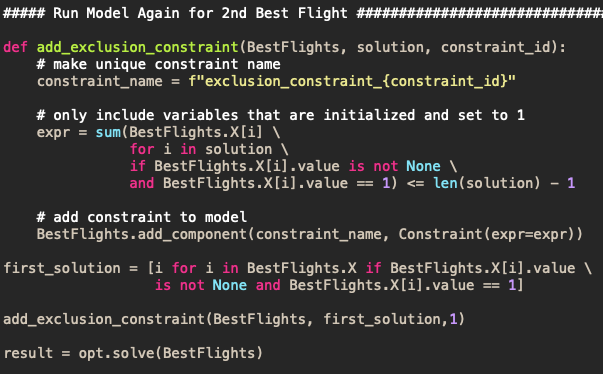 ##### Run Model Again for 2nd Best Flight ##############################
def add_exclusion_constraint(BestFlights, solution, constraint_id):
    # make unique constraint name
    constraint_name = f"exclusion_constraint_{constraint_id}"
    # only include variables that are initialized and set to 1
    expr = sum(BestFlights.X[i] \
               for i in solution \
               if BestFlights.X[i].value is not None \
               and BestFlights.X[i].value == 1) <= len(solution) - 1
    # add constraint to model
    BestFlights.add_component(constraint_name, Constraint(expr=expr))
first_solution = [i for i in BestFlights.X if BestFlights.X[i].value \
                  is not None and BestFlights.X[i].value == 1]
add_exclusion_constraint(BestFlights, first_solution,1)
result = opt.solve(BestFlights)